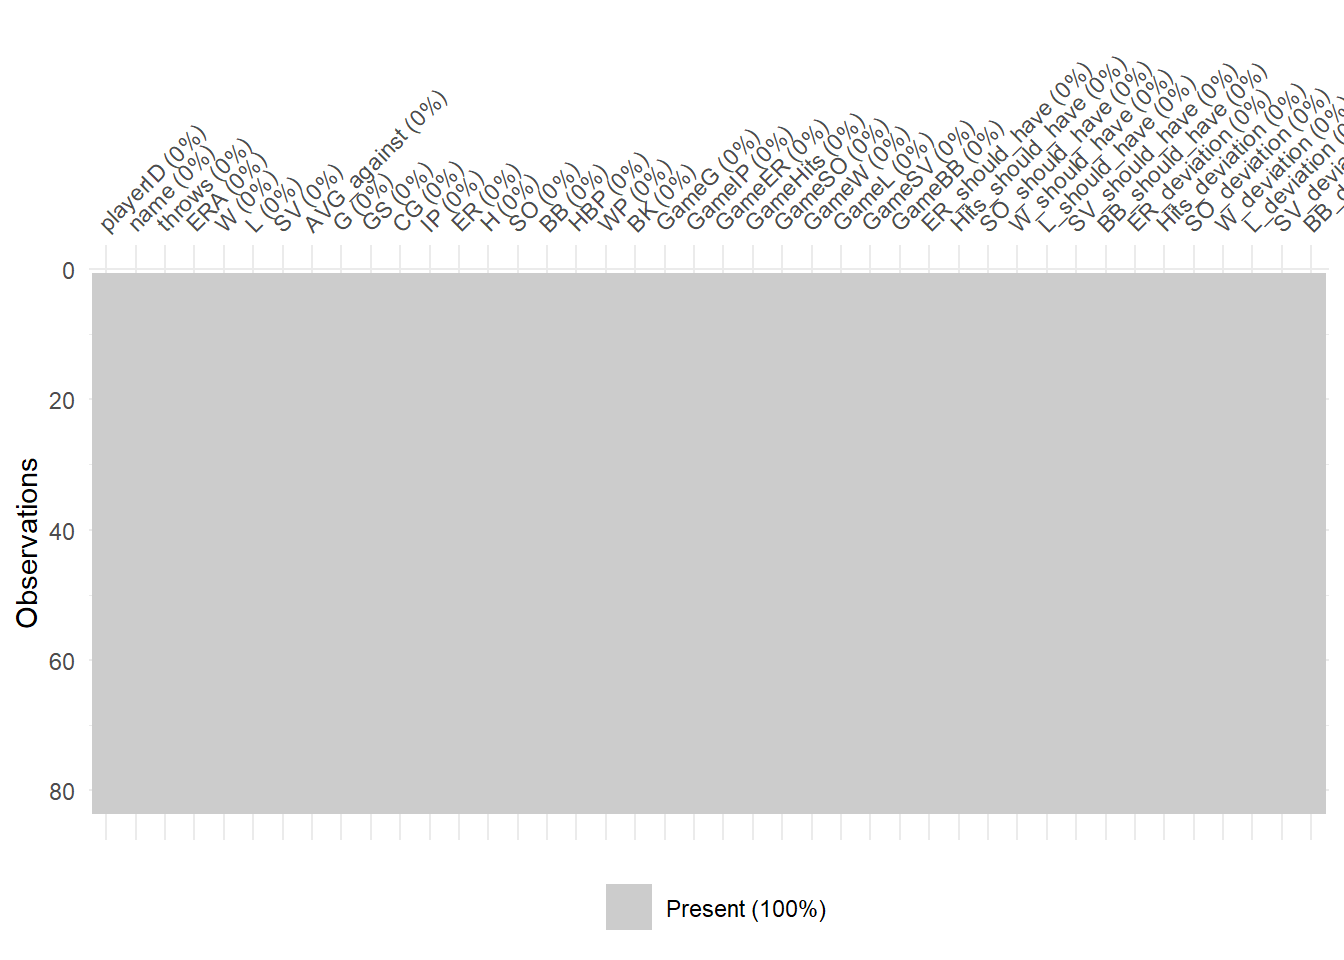 playerID (0%)
name (0%)
throws (0%)
ERA (0%)
W (0%)
L (0%)
SV (0%)
AVG_against (0%)
G (0%)
GS (0%)
CG (0%)
IP (0%)
ER (0%)
H (0%)
SO (0%)
BB (0%)
HBP (0%)
WP (0%)
BK (0%)
GameG (0%)
GameIP (0%)
GameER (0%)
GameHits (0%)
GameSO (0%)
GameW (0%)
GameL (0%)
GameSV (0%)
GameBB (0%)
ER_should_have (0%)
Hits_should_have (0%)
SO_should_have (0%)
W_should_have (0%)
L_should_have (0%)
SV_should_have (0%)
BB_should_have (0%)
ER_deviation (0%)
Hits_deviation (0%)
SO_deviation (0%)
W_deviation (0%
L_deviation (0
SV_devia
BB_d
0
20
40
60
80
Observations
Present (100%)